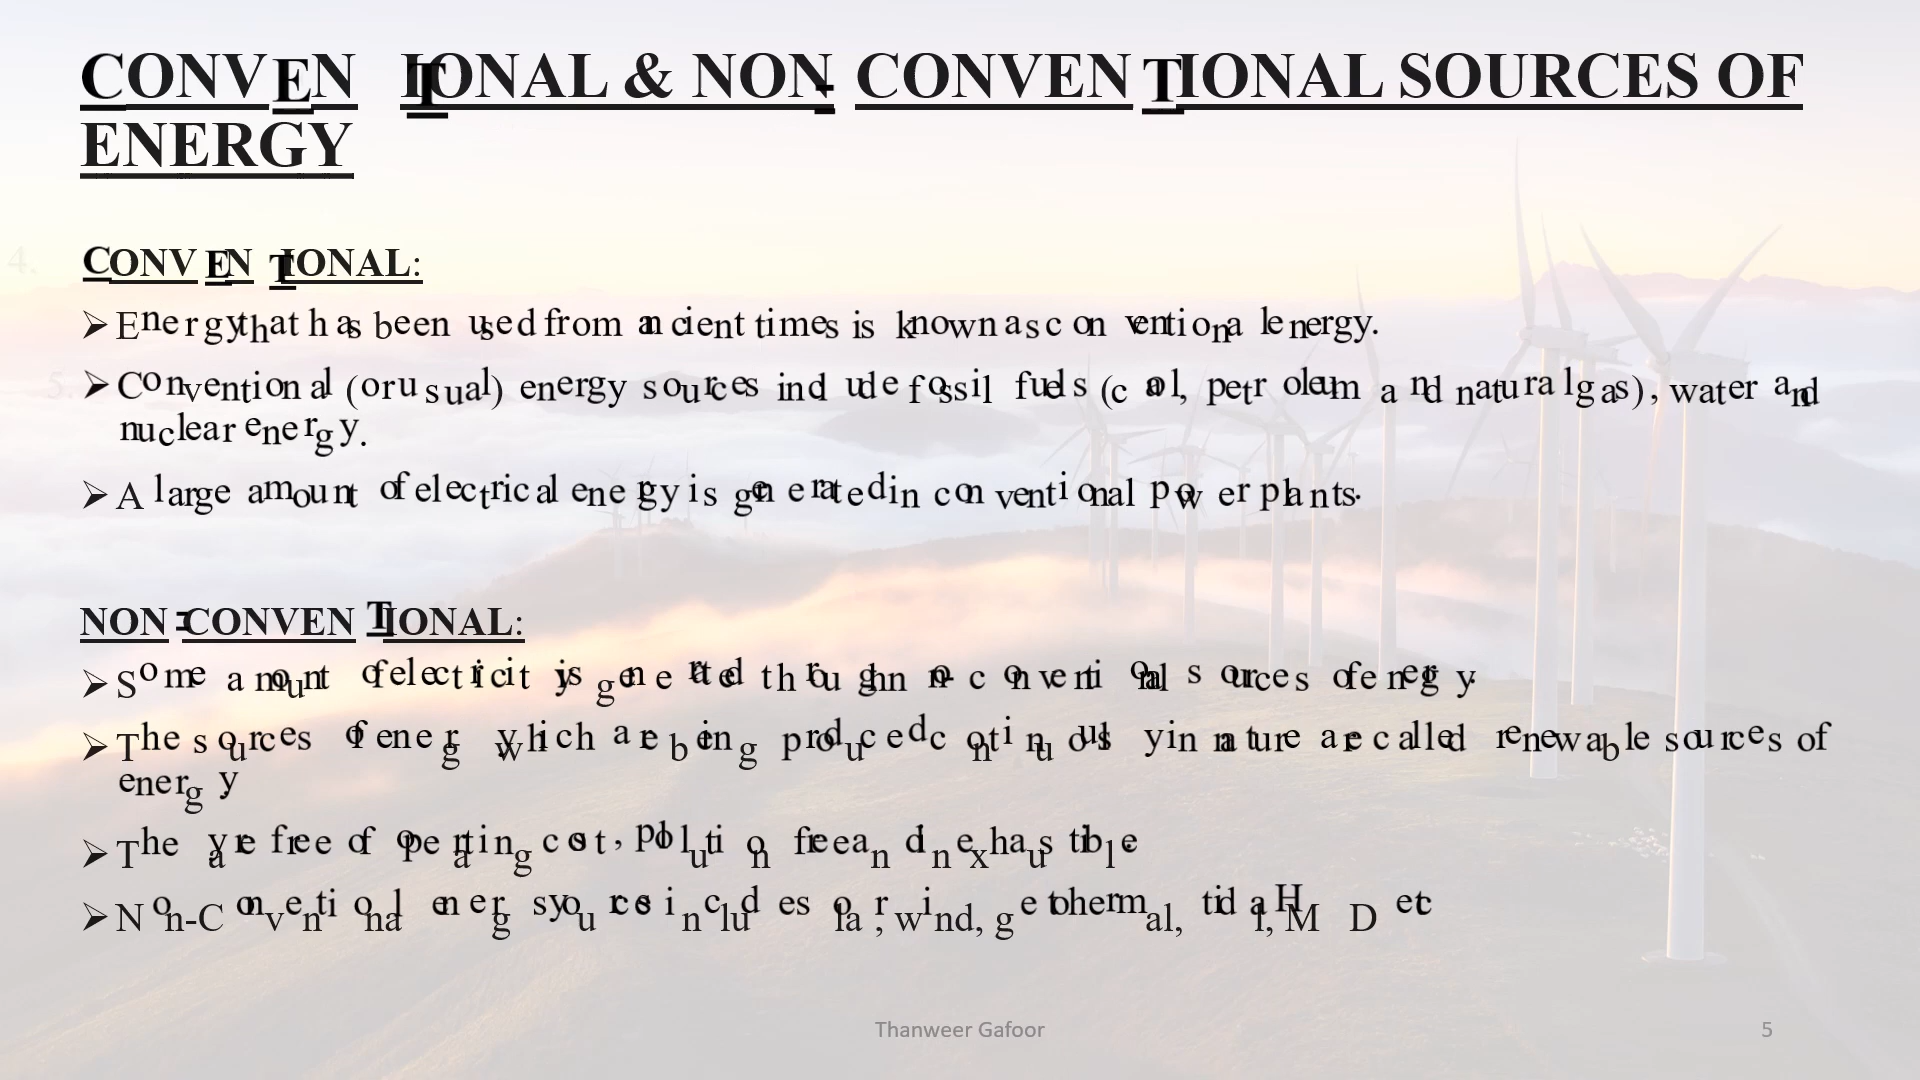 CONVENTIONAL & NON-CONVENTIONAL SOURCES OF
ENERGY
4.
CONVENTIONAL:
5.
➢ Energy that has been used from ancient times is known as conventional energy.
➢ Conventional (or usual) energy sources include fossil fuels (coal, petroleum and natural gas), water and
nuclear energy.
➢ A large amount of electrical energy is generated in conventional power plants.
NON-CONVENTIONAL:
➢ Some amount of electricity is generated through non-conventional sources of energy.
➢ The sources of energy which are being produced continuously in nature are called renewable sources of
energy.
➢ They are free of operating cost, pollution free and inexhaustible.
➢ Non-Conventional energy sources includes solar, wind, geothermal, tidal, MHD etc
Thanweer Gafoor
5